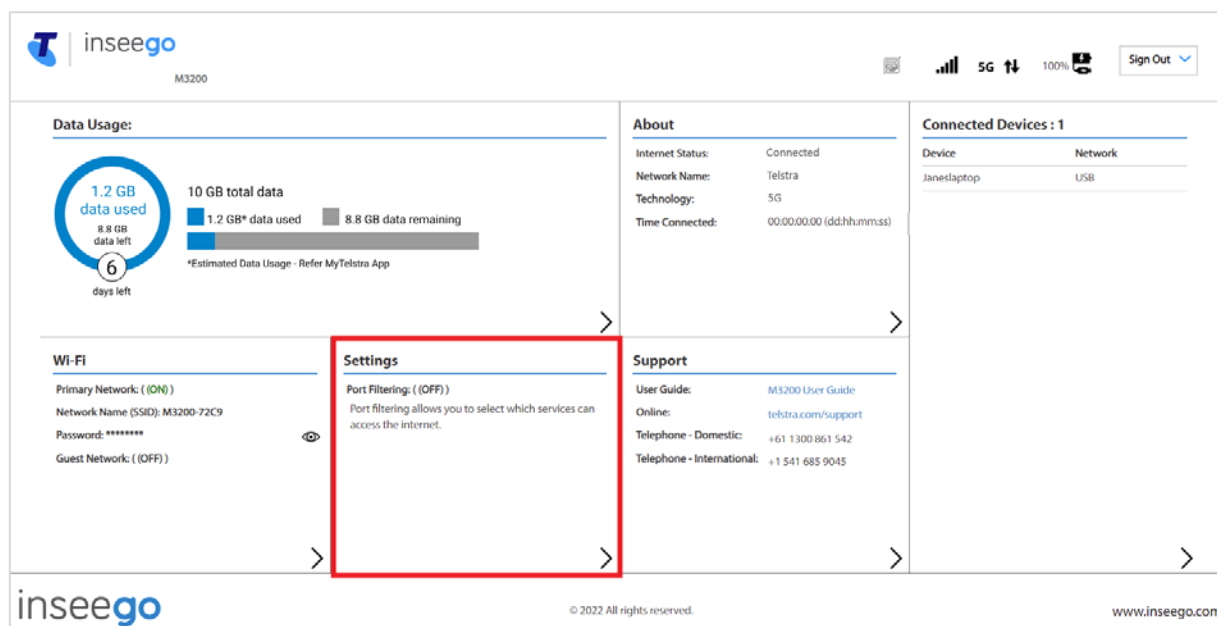 T inseego
M3200
5G 100% Sign Out
Data Usage:
1.2 GB
data used
8.8 GB
data left
6
days left
10 GB total data
1.2 GB* data used 8.8 GB data remaining
*Estimated Data Usage - Refer MyTelstra App
About
Internet Status: Connected
Network Name: Telstra
Technology: 5G
Time Connected: 00:00:00:00 (dd:hh:mm:ss)
Connected Devices : 1
Device Network
Janeslaptop USB
Wi-Fi
Primary Network: ( (ON) )
Network Name (SSID): M3200-72C9
Password: ********
Guest Network: ( (OFF) )
Settings
Port Filtering: ( (OFF) )
Port filtering allows you to select which services can
access the internet.
Support
User Guide: M3200 User Guide
Online: telstra.com/support
Telephone - Domestic: +61 1300 861 542
Telephone - International: +1 541 685 9045
inseego
© 2022 All rights reserved.
www.inseego.com